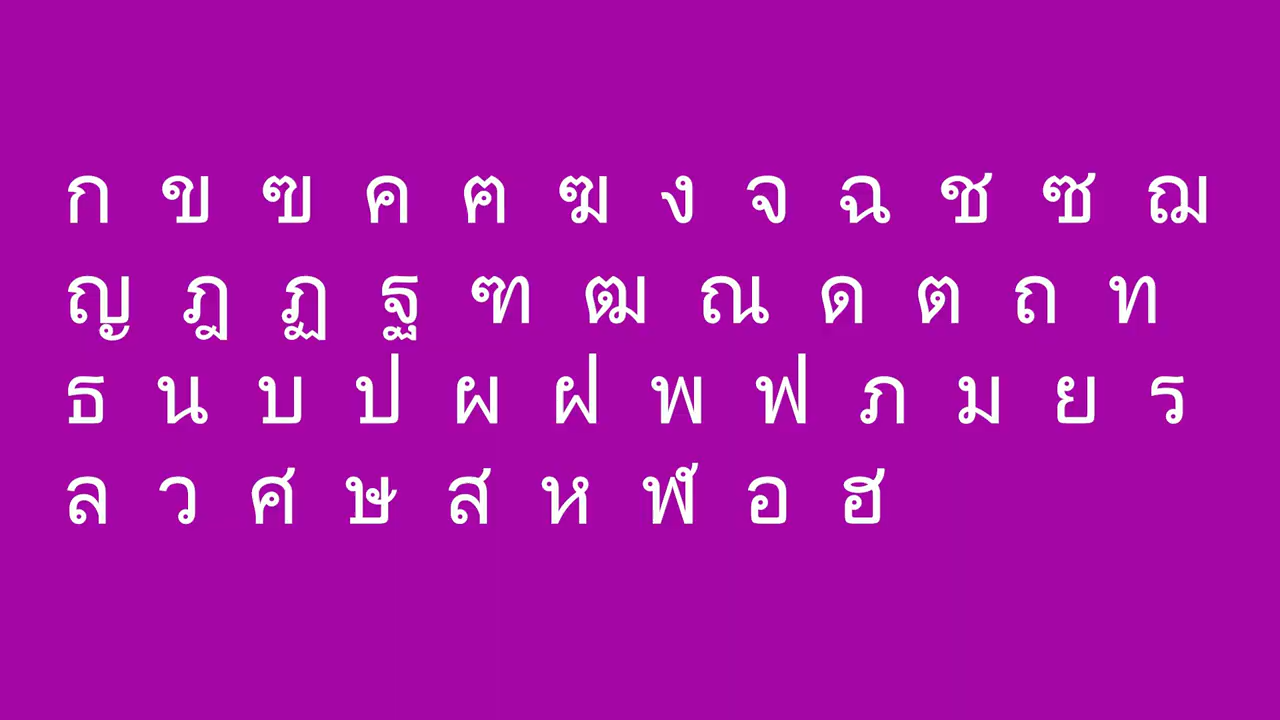 ก ข ฃ ค ฅ ฆ ง จ ฉ ช ซ ฌ
ญ ฎ ฏ ฐ ฑ ฒ ณ ด ต ถ ท
ธ น บ ป ผ ฝ พ ฟ ภ ม ย ร
ล ว ศ ษ ส ห ฬ อ ฮ